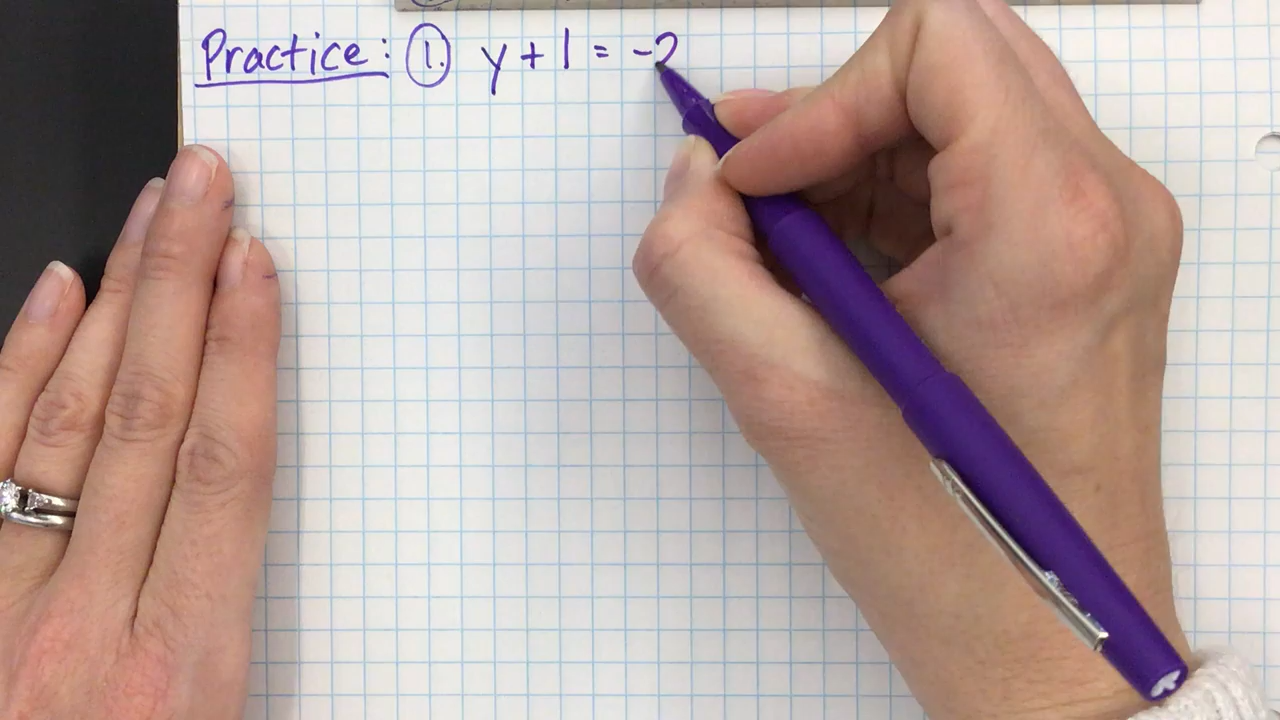 Practice: 1. y + 1 = -2